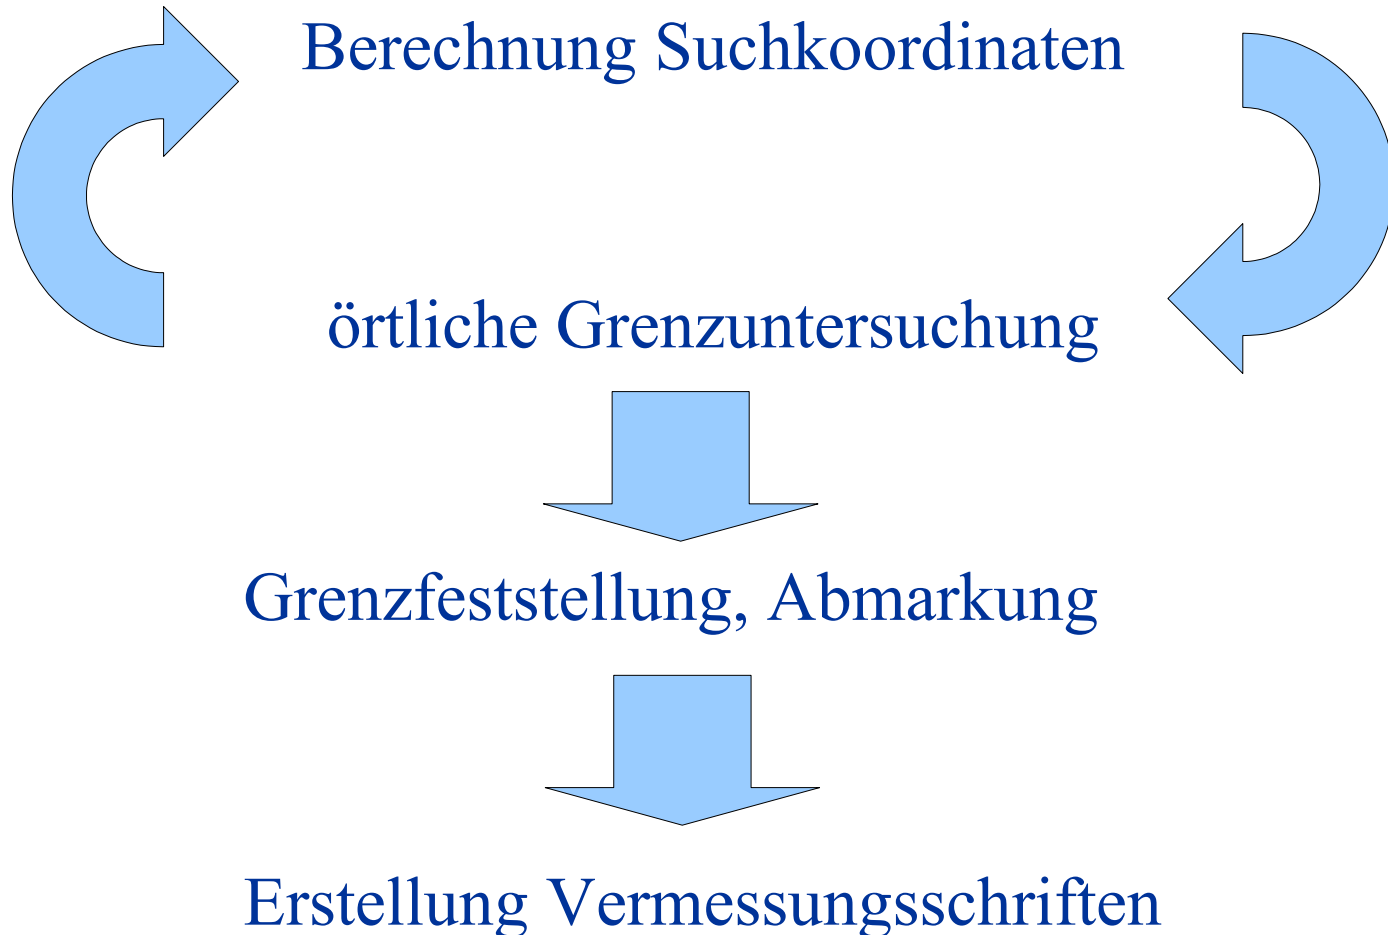 Berechnung Suchkoordinaten
örtliche Grenzuntersuchung
Grenzfeststellung, Abmarkung
Erstellung Vermessungsschriften